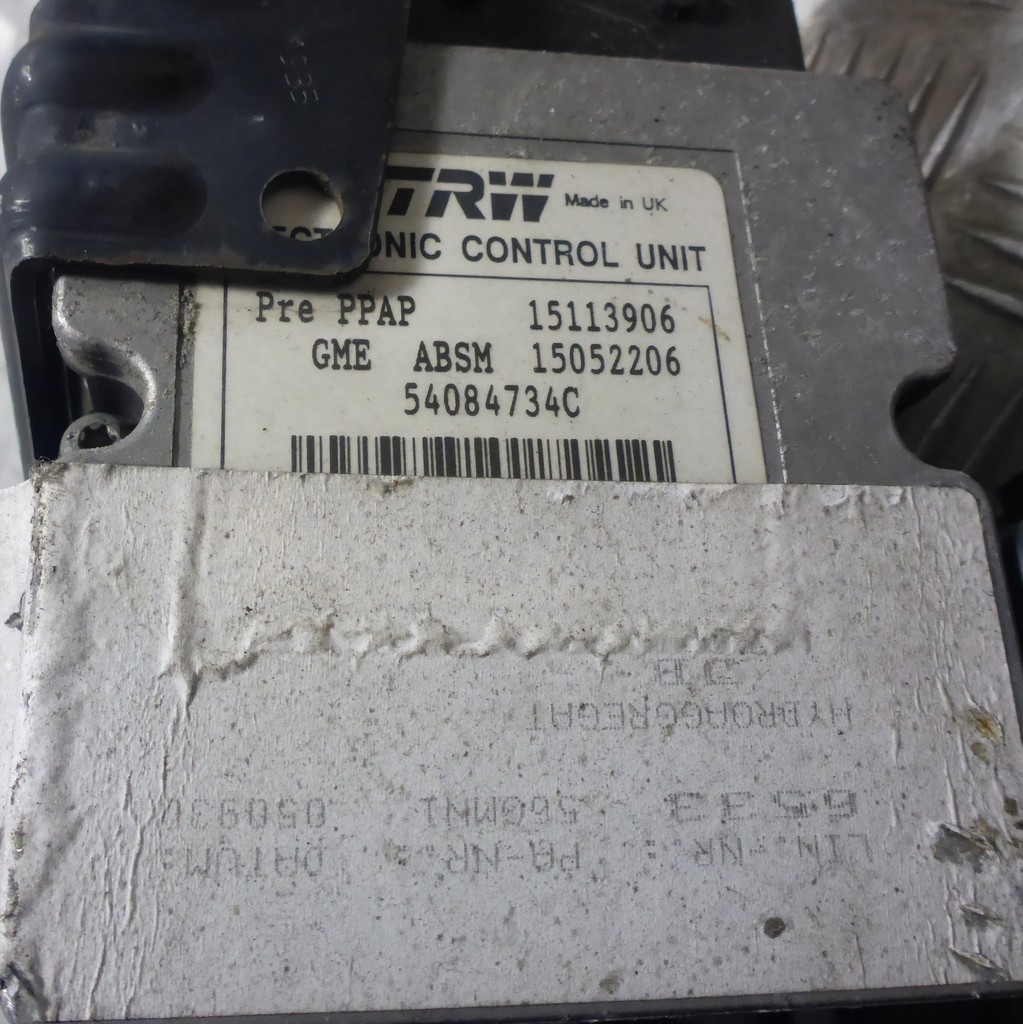 TRW Made in UK
CONTROL UNIT
Pre PPAP 15113906
GME ABSM 15052206
54084734C
LIN.-NR.: PA-NR.: DATUM:
56GMN1
HYDROAGGREGAT